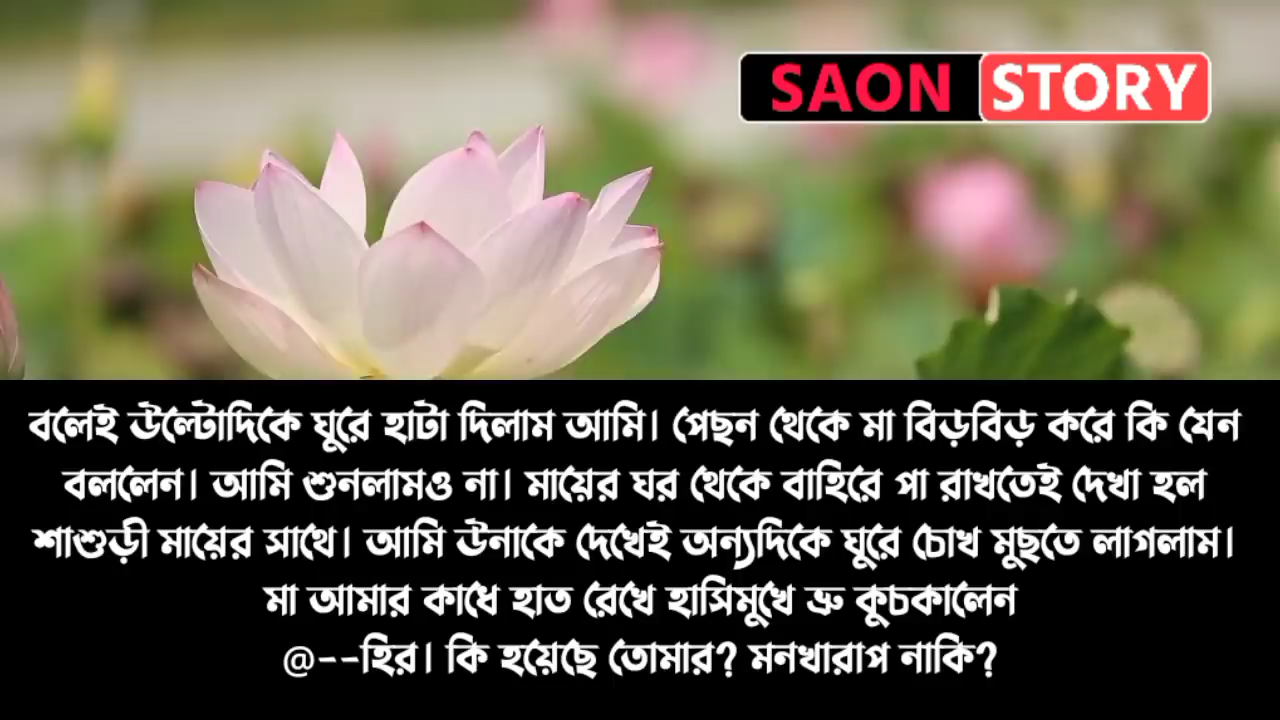 SAON STORY
বলেই উল্টোদিকে ঘুরে হাটা দিলাম আমি। পেছন থেকে মা বিড়বিড় করে কি যেন
বললেন। আমি শুনলামও না। মায়ের ঘর থেকে বাহিরে পা রাখতেই দেখা হল
শাশুড়ী মায়ের সাথে। আমি উনাকে দেখেই অন্যদিকে ঘুরে চোখ মুছতে লাগলাম।
মা আমার কাধে হাত রেখে হাসিমুখে ভ্রু কুচকালেন
@--হির। কি হয়েছে তোমার? মনখারাপ নাকি?